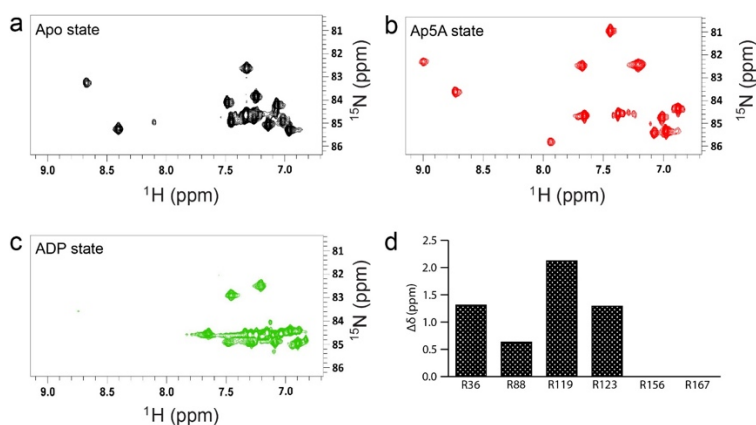 a
Apo state
81
82
83
84
85
86
¹⁵N (ppm)
9.0 8.5 8.0 7.5 7.0
¹H (ppm)
b
Ap5A state
81
82
83
84
85
86
¹⁵N (ppm)
9.0 8.5 8.0 7.5 7.0
¹H (ppm)
c
ADP state
81
82
83
84
85
86
¹⁵N (ppm)
9.0 8.5 8.0 7.5 7.0
¹H (ppm)
d
2.5
2.0
1.5
1.0
0.5
0.0
Δδ (ppm)
R36 R88 R119 R123 R156 R167